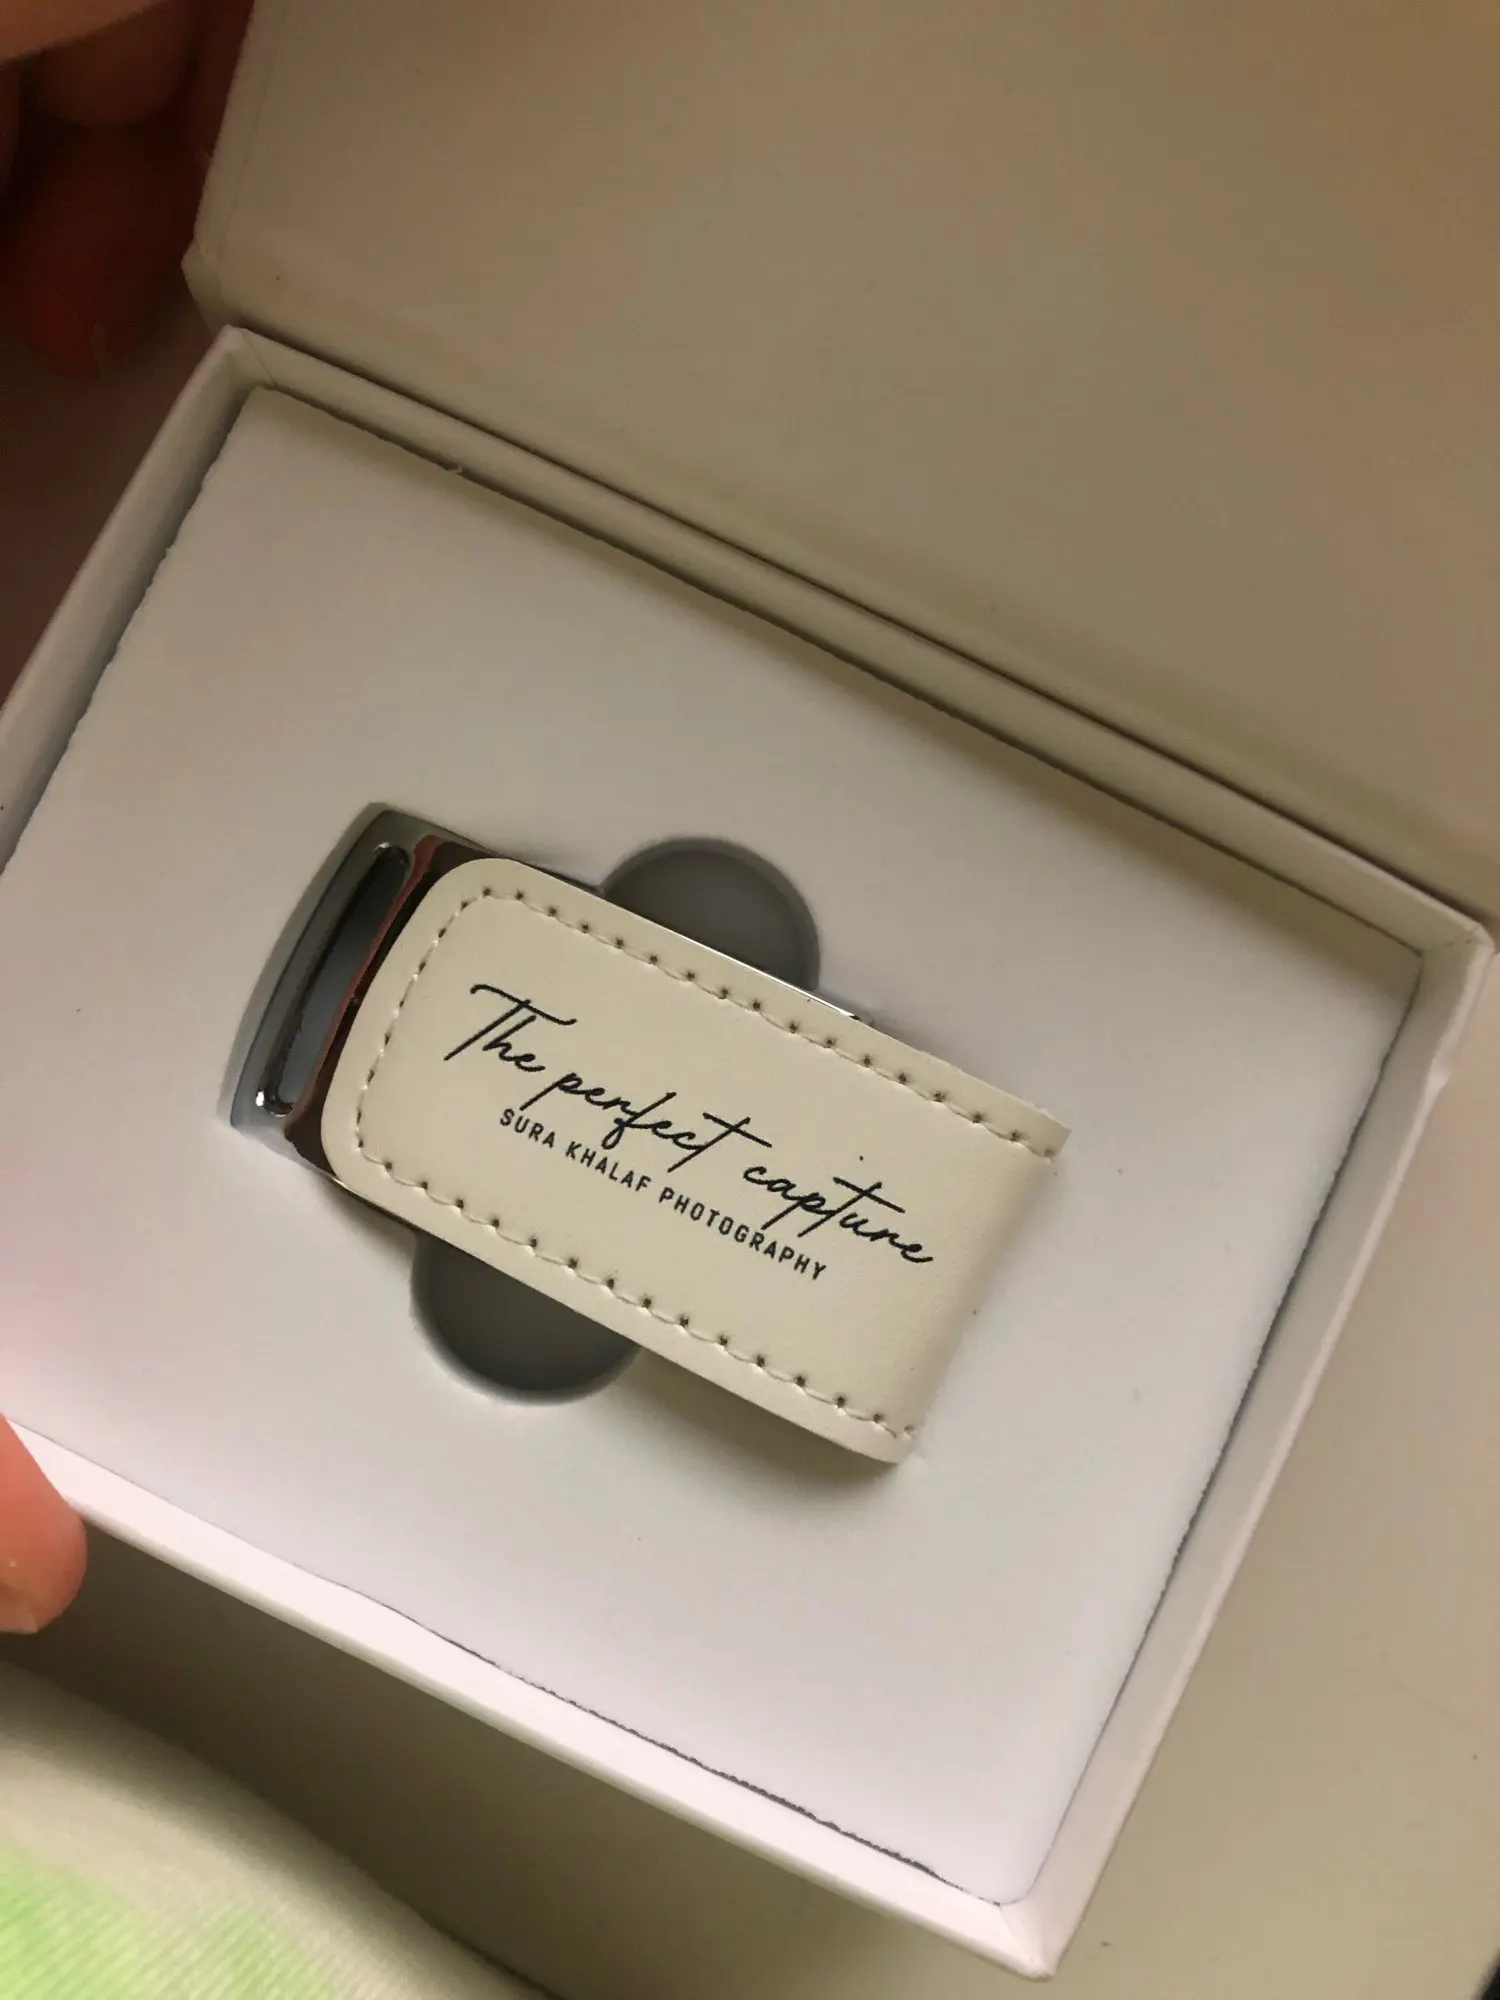 The perfect capture
SURA KHALAF PHOTOGRAPHY